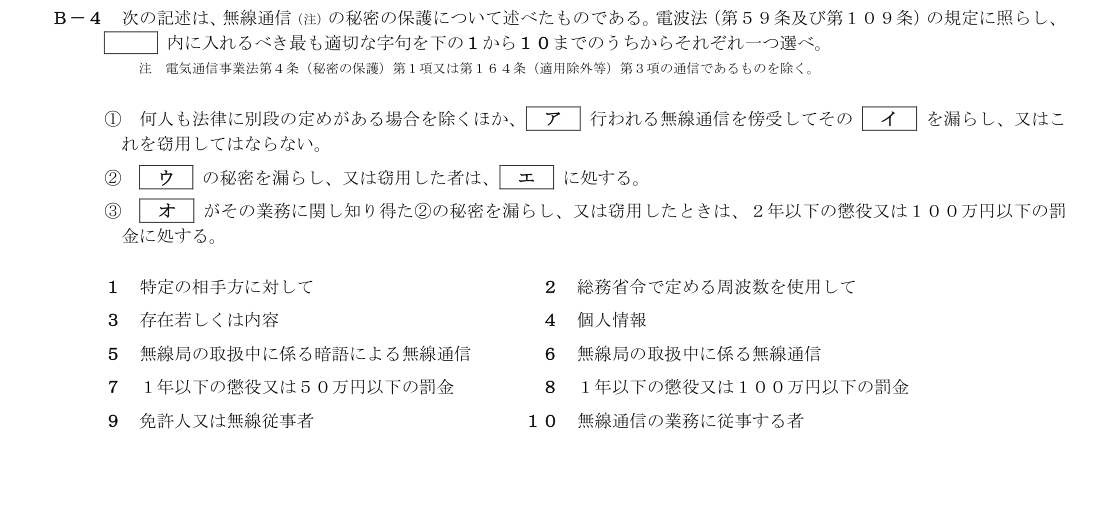 Ｂ－４ 次の記述は、無線通信（注）の秘密の保護について述べたものである。電波法（第５９条及び第１０９条）の規定に照らし、
内に入れるべき最も適切な字句を下の１から１０までのうちからそれぞれ一つ選べ。
注 電気通信事業法第４条（秘密の保護）第１項又は第１６４条（適用除外等）第３項の通信であるものを除く。
① 何人も法律に別段の定めがある場合を除くほか、 ア 行われる無線通信を傍受してその イ を漏らし、又はこ
れを窃用してはならない。
② ウ の秘密を漏らし、又は窃用した者は、 エ に処する。
③ オ がその業務に関し知り得た②の秘密を漏らし、又は窃用したときは、２年以下の懲役又は１００万円以下の罰
金に処する。
１ 特定の相手方に対して ２ 総務省令で定める周波数を使用して
３ 存在若しくは内容 ４ 個人情報
５ 無線局の取扱中に係る暗語による無線通信 ６ 無線局の取扱中に係る無線通信
７ １年以下の懲役又は５０万円以下の罰金 ８ １年以下の懲役又は１００万円以下の罰金
９ 免許人又は無線従事者 １０ 無線通信の業務に従事する者